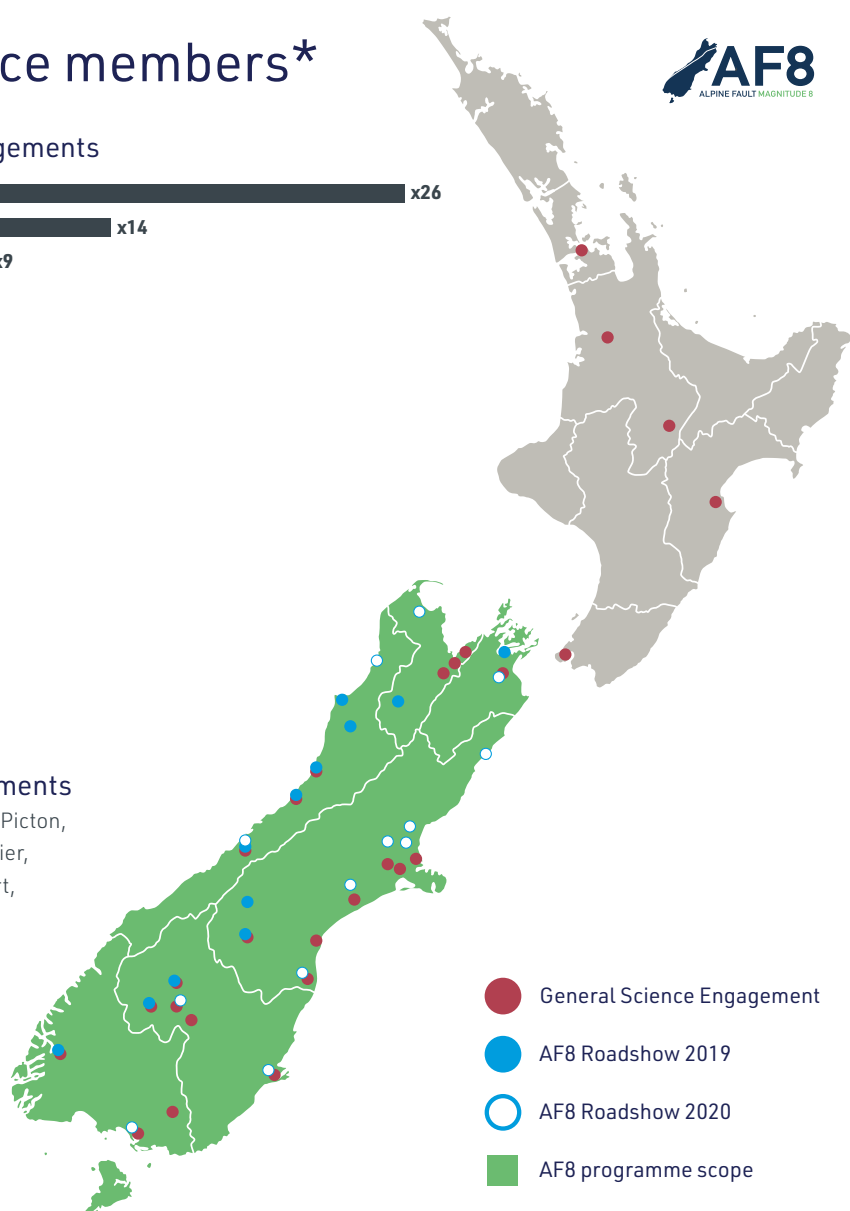 ce members*
AF8
ALPINE FAULT MAGNITUDE 8
gements
x26
x14
x9
ments
Picton,
ier,
t,
General Science Engagement
AF8 Roadshow 2019
AF8 Roadshow 2020
AF8 programme scope